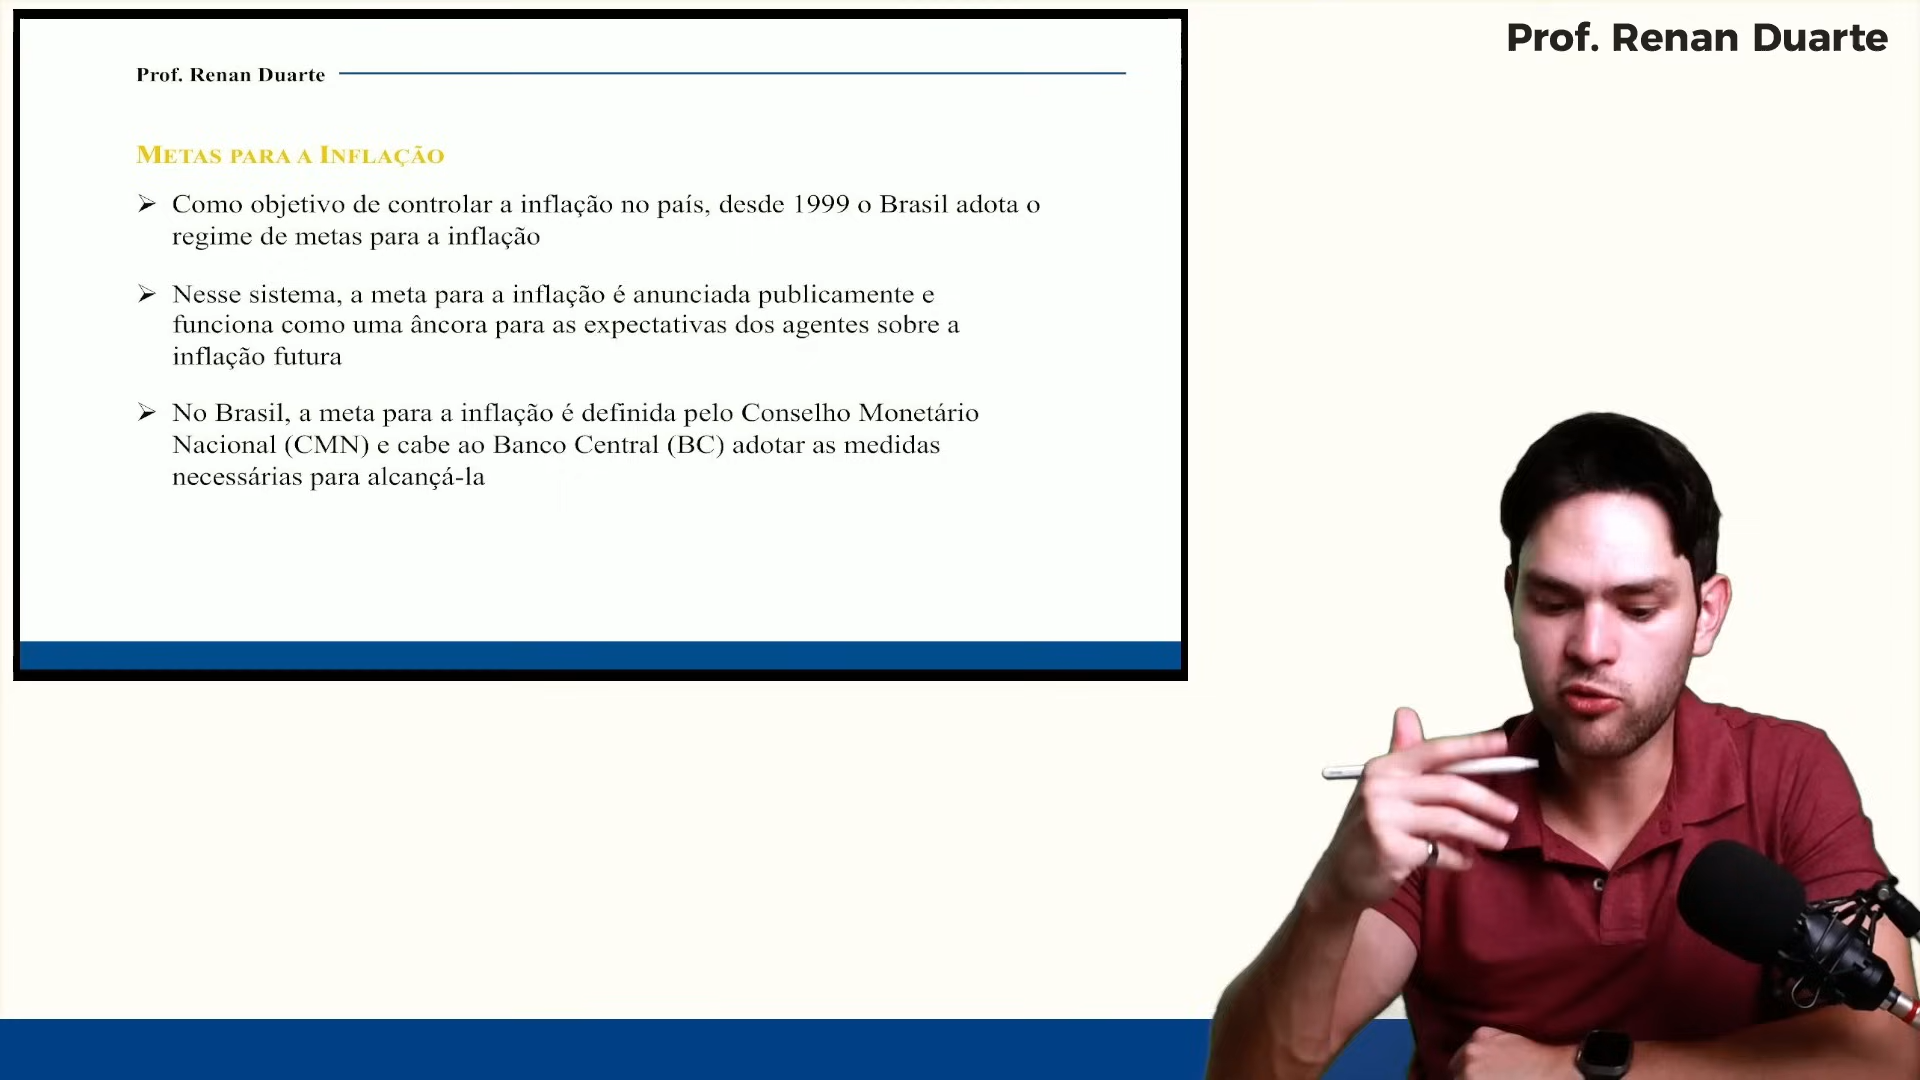 Prof. Renan Duarte
Prof. Renan Duarte
METAS PARA A INFLAÇÃO
Como objetivo de controlar a inflação no país, desde 1999 o Brasil adota o
regime de metas para a inflação
Nesse sistema, a meta para a inflação é anunciada publicamente e
funciona como uma âncora para as expectativas dos agentes sobre a
inflação futura
No Brasil, a meta para a inflação é definida pelo Conselho Monetário
Nacional (CMN) e cabe ao Banco Central (BC) adotar as medidas
necessárias para alcançá-la